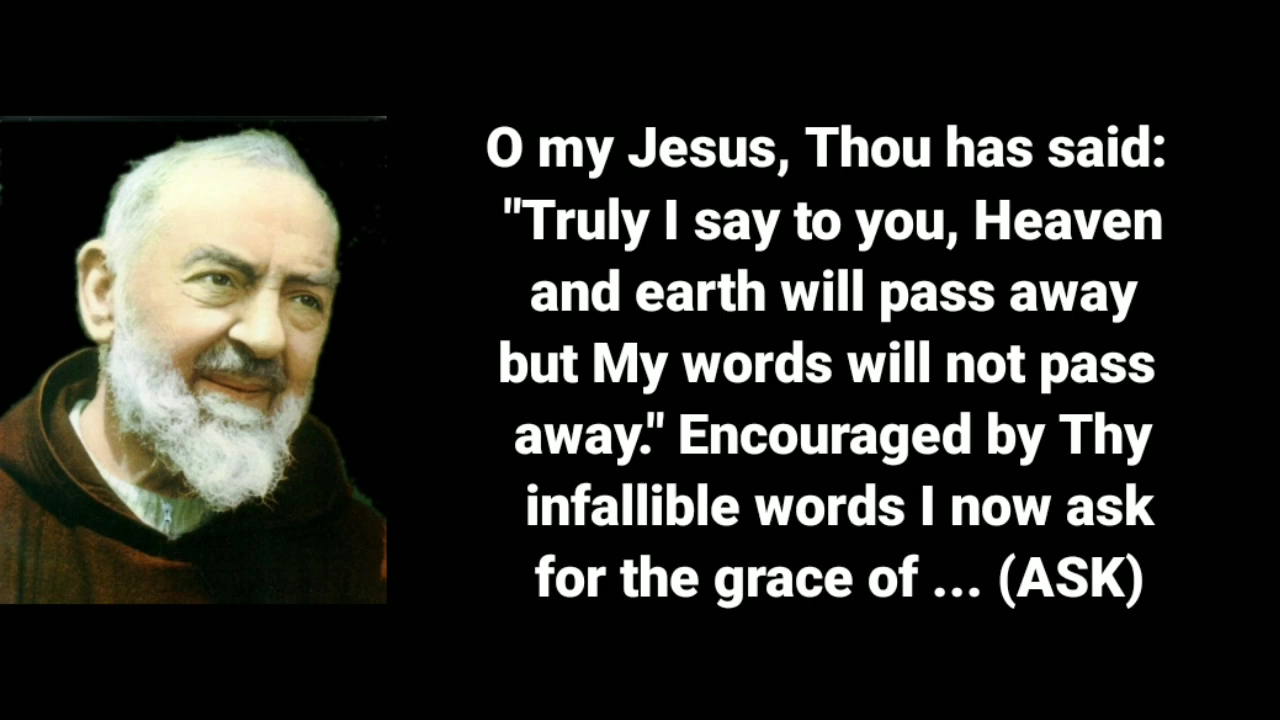 O my Jesus, Thou has said:
"Truly I say to you, Heaven
and earth will pass away
but My words will not pass
away." Encouraged by Thy
infallible words I now ask
for the grace of ... (ASK)